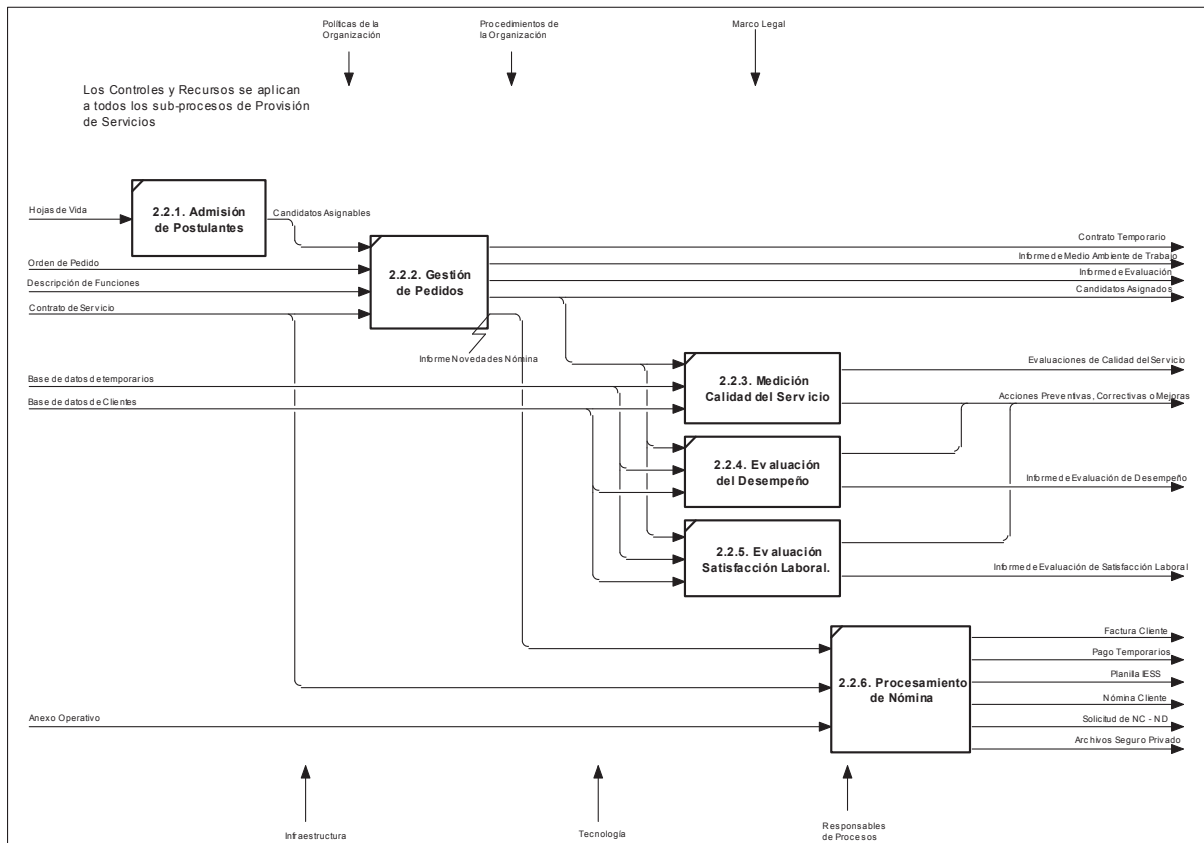 Políticas de la
Organización
Procedimientos de
la Organización
Marco Legal
Los Controles y Recursos se aplican
a todos los sub-procesos de Provisión
de Servicios
Hojas de Vida
2.2.1. Admisión
de Postulantes
Candidatos Asignables
Orden de Pedido
Descripción de Funciones
Contrato de Servicio
2.2.2. Gestión
de Pedidos
Contrato Temporario
Informe de Medio Ambiente de Trabajo
Informe de Evaluación
Candidatos Asignados
Informe Novedades Nómina
Base de datos de temporarios
Base de datos de Clientes
2.2.3. Medición
Calidad del Servicio
Evaluaciones de Calidad del Servicio
Acciones Preventivas, Correctivas o Mejoras
2.2.4. Evaluación
del Desempeño
Informe de Evaluación de Desempeño
2.2.5. Evaluación
Satisfacción Laboral.
Informe de Evaluación de Satisfacción Laboral
Anexo Operativo
2.2.6. Procesamiento
de Nómina
Factura Cliente
Pago Temporarios
Planilla IESS
Nómina Cliente
Solicitud de NC - ND
Archivos Seguro Privado
Infraestructura
Tecnología
Responsables
de Procesos